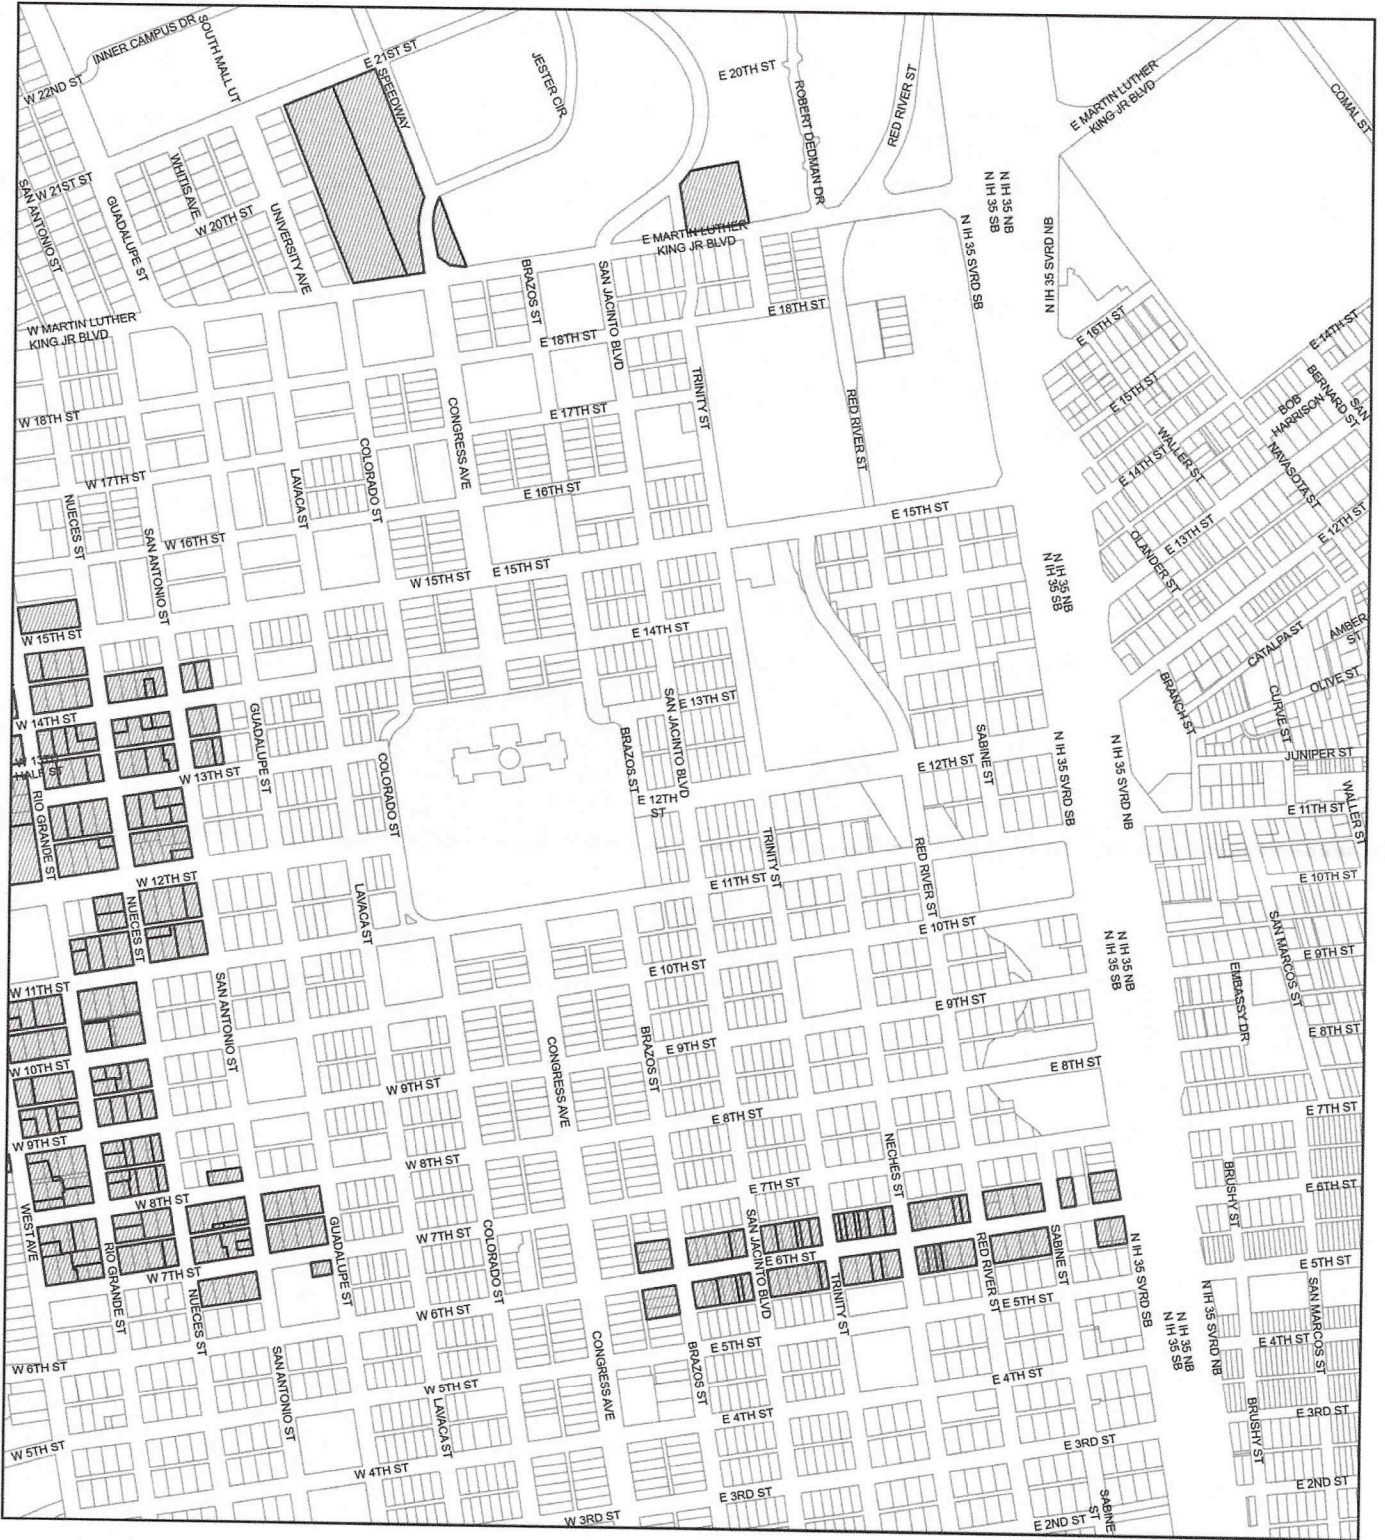 INNER CAMPUS DR
SOUTH MALL UT
E 21ST ST
W 22ND ST
SPEEDWAY
JESTER CIR
E 20TH ST
ROBERT DEDMAN DR
RED RIVER ST
E MARTIN LUTHER
KING JR BLVD
COMAL ST
W 21ST ST
SAN ANTONIO ST
GUADALUPE ST
WHITIS AVE
W 20TH ST
UNIVERSITY AVE
E MARTIN LUTHER
KING JR BLVD
N IH 35 NB
N IH 35 SB
N IH 35 SVRD SB
N IH 35 SVRD NB
BRAZOS ST
SAN JACINTO BLVD
W MARTIN LUTHER
KING JR BLVD
E 18TH ST
E 18TH ST
E 16TH ST
E 14TH ST
TRINITY ST
E 15TH ST
BOB
HARRISON
BERNARD ST
SAN
W 18TH ST
E 17TH ST
CONGRESS AVE
COLORADO ST
RED RIVER ST
WALLER ST
E 14TH ST
NAVASOTA ST
W 17TH ST
LAVACA ST
E 16TH ST
NUECES ST
SAN ANTONIO ST
W 16TH ST
E 15TH ST
E 13TH ST
E 12TH ST
OLANDER ST
W 15TH ST
E 15TH ST
N IH 35 NB
N IH 35 SB
W 15TH ST
E 14TH ST
CATALPA ST
AMBER
ST
OLIVE ST
BRANCH ST
CURVE ST
E 13TH ST
SAN JACINTO BLVD
W 14TH ST
GUADALUPE ST
COLORADO ST
BRAZOS ST
SABINE ST
N IH 35 SVRD SB
N IH 35 SVRD NB
JUNIPER ST
W 13TH
HALF ST
W 13TH ST
E 12TH ST
E 12TH
ST
RIO GRANDE ST
E 11TH ST
WALLER ST
TRINITY ST
RED RIVER ST
W 12TH ST
E 11TH ST
E 10TH ST
NUECES ST
LAVACA ST
E 10TH ST
SAN MARCOS ST
N IH 35 NB
N IH 35 SB
E 10TH ST
E 9TH ST
W 11TH ST
SAN ANTONIO ST
E 9TH ST
EMBASSY DR
E 8TH ST
BRAZOS ST
CONGRESS AVE
E 9TH ST
W 10TH ST
W 9TH ST
E 8TH ST
E 8TH ST
E 7TH ST
W 9TH ST
W 8TH ST
NECHES ST
E 7TH ST
E 6TH ST
BRUSHY ST
W 8TH ST
WEST AVE
GUADALUPE ST
COLORADO ST
W 7TH ST
SAN JACINTO BLVD
E 6TH ST
RED RIVER ST
SABINE ST
N IH 35 SVRD SB
E 5TH ST
W 7TH ST
RIO GRANDE ST
NUECES ST
TRINITY ST
E 5TH ST
N IH 35 SVRD NB
SAN MARCOS ST
W 6TH ST
N IH 35 NB
N IH 35 SB
E 4TH ST
W 6TH ST
SAN ANTONIO ST
CONGRESS AVE
BRAZOS ST
E 5TH ST
E 4TH ST
W 5TH ST
LAVACA ST
E 4TH ST
BRUSHY ST
E 3RD ST
W 5TH ST
E 3RD ST
W 4TH ST
E 3RD ST
E 2ND ST
SABINE
ST
W 3RD ST
E 2ND ST